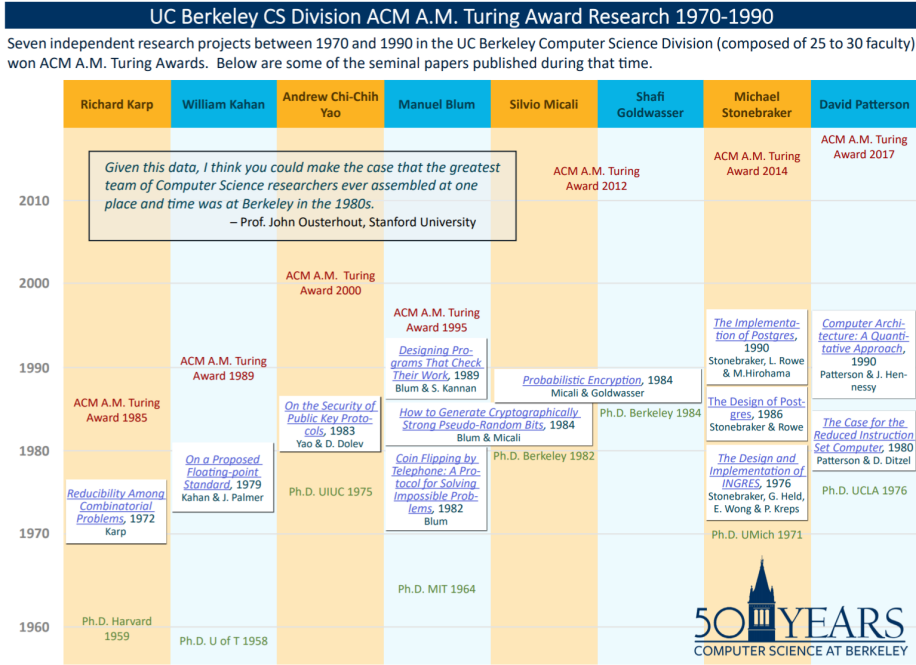 UC Berkeley CS Division ACM A.M. Turing Award Research 1970-1990
Seven independent research projects between 1970 and 1990 in the UC Berkeley Computer Science Division (composed of 25 to 30 faculty)
won ACM A.M. Turing Awards.  Below are some of the seminal papers published during that time.
Richard Karp
William Kahan
Andrew Chi-Chih
Yao
Manuel Blum
Silvio Micali
Shafi
Goldwasser
Michael
Stonebraker
David Patterson
Given this data, I think you could make the case that the greatest
team of Computer Science researchers ever assembled at one
place and time was at Berkeley in the 1980s.
– Prof. John Ousterhout, Stanford University
2010
2000
1990
1980
1970
1960
ACM A.M. Turing
Award 1985
Reducibility Among
Combinatorial
Problems, 1972
Karp
Ph.D. Harvard
1959
ACM A.M. Turing
Award 1989
On a Proposed
Floating-point
Standard, 1979
Kahan & J. Palmer
Ph.D. U of T 1958
ACM A.M. Turing
Award 2000
On the Security of
Public Key Proto-
cols, 1983
Yao & D. Dolev
Ph.D. UIUC 1975
ACM A.M. Turing
Award 1995
Designing Pro-
grams That Check
Their Work, 1989
Blum & S. Kannan
How to Generate Cryptographically
Strong Pseudo-Random Bits, 1984
Blum & Micali
Coin Flipping by
Telephone: A Pro-
tocol for Solving
Impossible Prob-
lems, 1982
Blum
Ph.D. MIT 1964
ACM A.M. Turing
Award 2012
Probabilistic Encryption, 1984
Micali & Goldwasser
Ph.D. Berkeley 1982
Ph.D. Berkeley 1984
ACM A.M. Turing
Award 2014
The Implementa-
tion of Postgres,
1990
Stonebraker, L. Rowe
& M.Hirohama
The Design of Post-
gres, 1986
Stonebraker & Rowe
The Design and
Implementation of
INGRES, 1976
Stonebraker, G. Held,
E. Wong & P. Kreps
Ph.D. UMich 1971
ACM A.M. Turing
Award 2017
Computer Archi-
tecture: A Quanti-
tative Approach,
1990
Patterson & J. Hen-
nessy
The Case for the
Reduced Instruction
Set Computer, 1980
Patterson & D. Ditzel
Ph.D. UCLA 1976
50 YEARS
COMPUTER SCIENCE AT BERKELEY